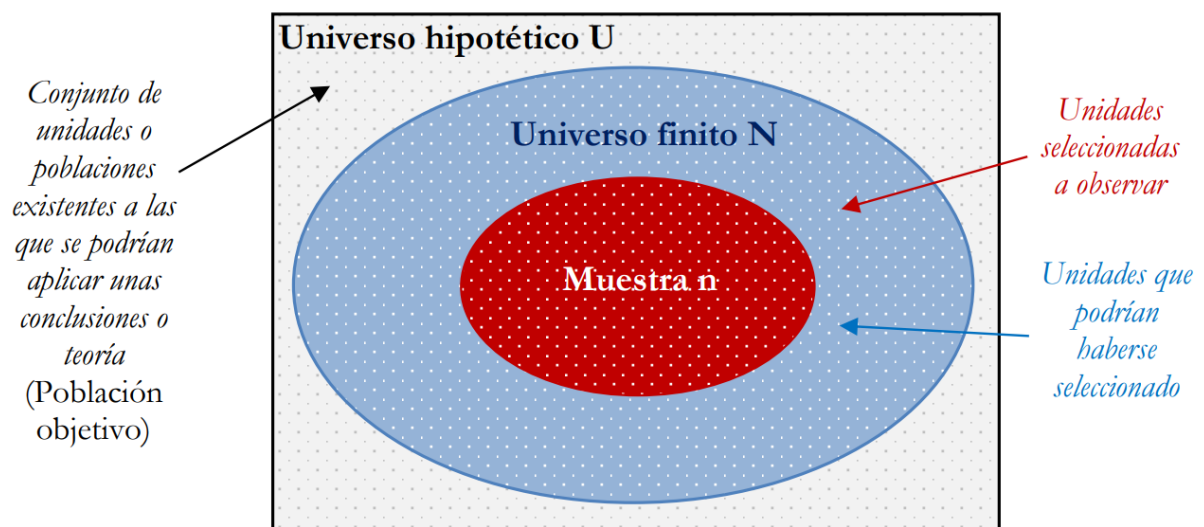 Universo hipotético U
Conjunto de
unidades o
poblaciones
existentes a las
que se podrían
aplicar unas
conclusiones o
teoría
(Población
objetivo)
Universo finito N
Muestra n
Unidades
seleccionadas
a observar
Unidades que
podrían
haberse
seleccionado